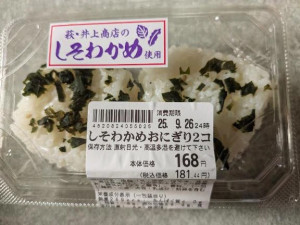 萩・井上商店の
しそわかめ
使用
消費期限
25. 9.26 24時
しそわかめおにぎり2コ
保存方法 直射日光・高温多湿を避けて下さい
本体価格 168円
(税込価格 181.44円)